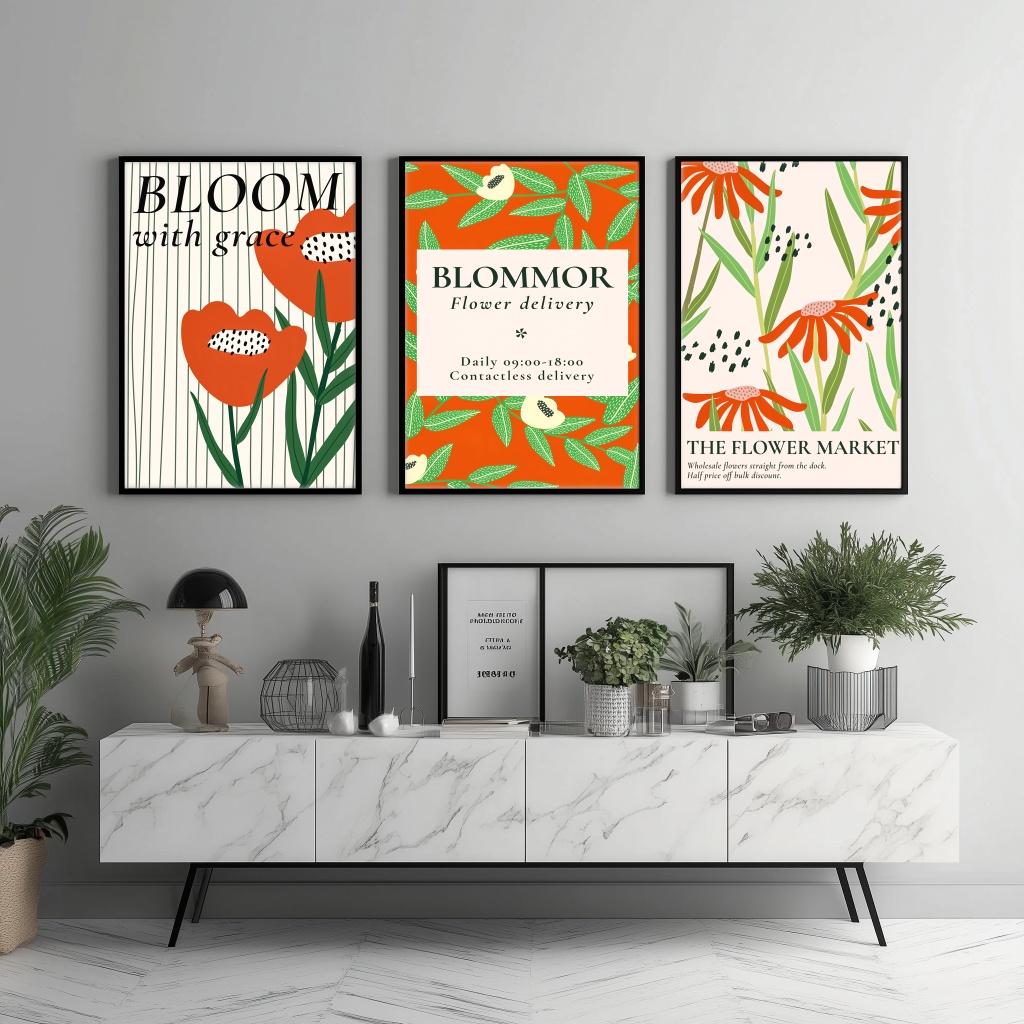 BLOOM
with grace
BLOMMOR
Flower delivery
*
Daily 09:00-18:00
Contactless delivery
THE FLOWER MARKET
Wholesale flowers straight from the dock.
Half price off bulk discount.